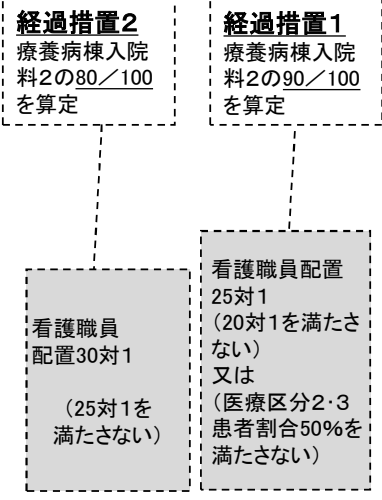 経過措置2
療養病棟入院
料2の80／100
を算定
経過措置1
療養病棟入院
料2の90／100
を算定
看護職員
配置30対1
（25対1を
満たさない）
看護職員配置
25対1
（20対1を満たさ
ない）
又は
（医療区分2・3
患者割合50％を
満たさない）